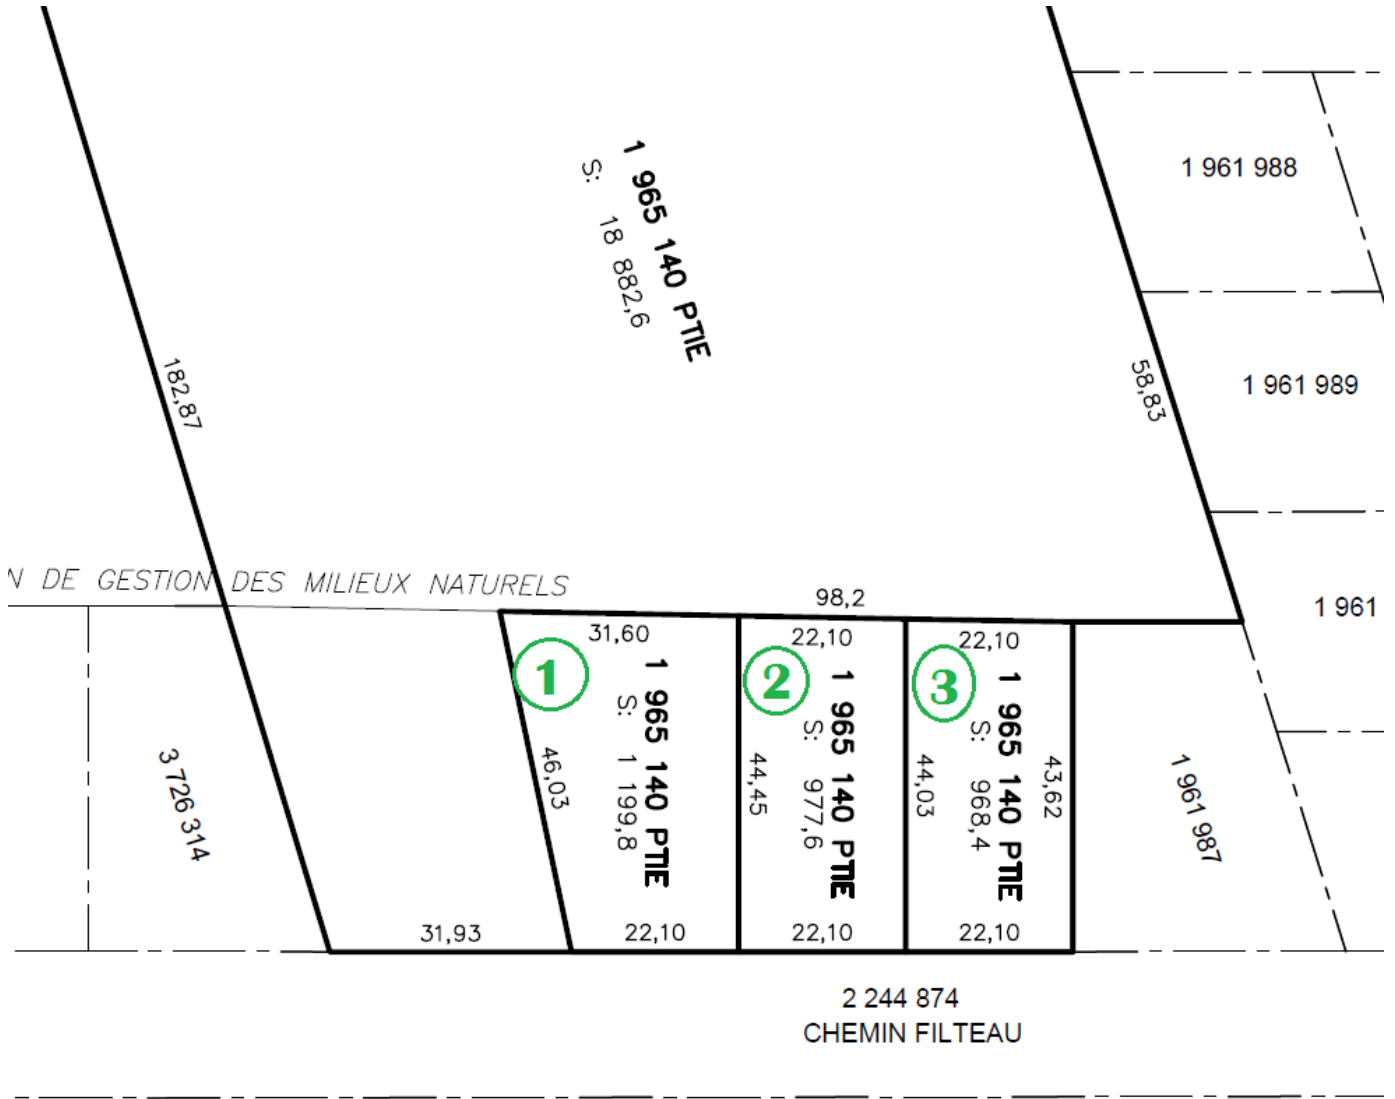 1 961 988
1 965 140 PTIE
S: 18 882,6
182,87
58,83
1 961 989
N DE GESTION DES MILIEUX NATURELS
98,2
1 961
31,60
22,10
22,10
1
2
3
1 965 140 PTIE
S: 1 199,8
1 965 140 PTIE
S: 977,6
1 965 140 PTIE
S: 968,4
46,03
44,45
44,03
43,62
3 726 314
1 961 987
31,93
22,10
22,10
22,10
2 244 874
CHEMIN FILTEAU